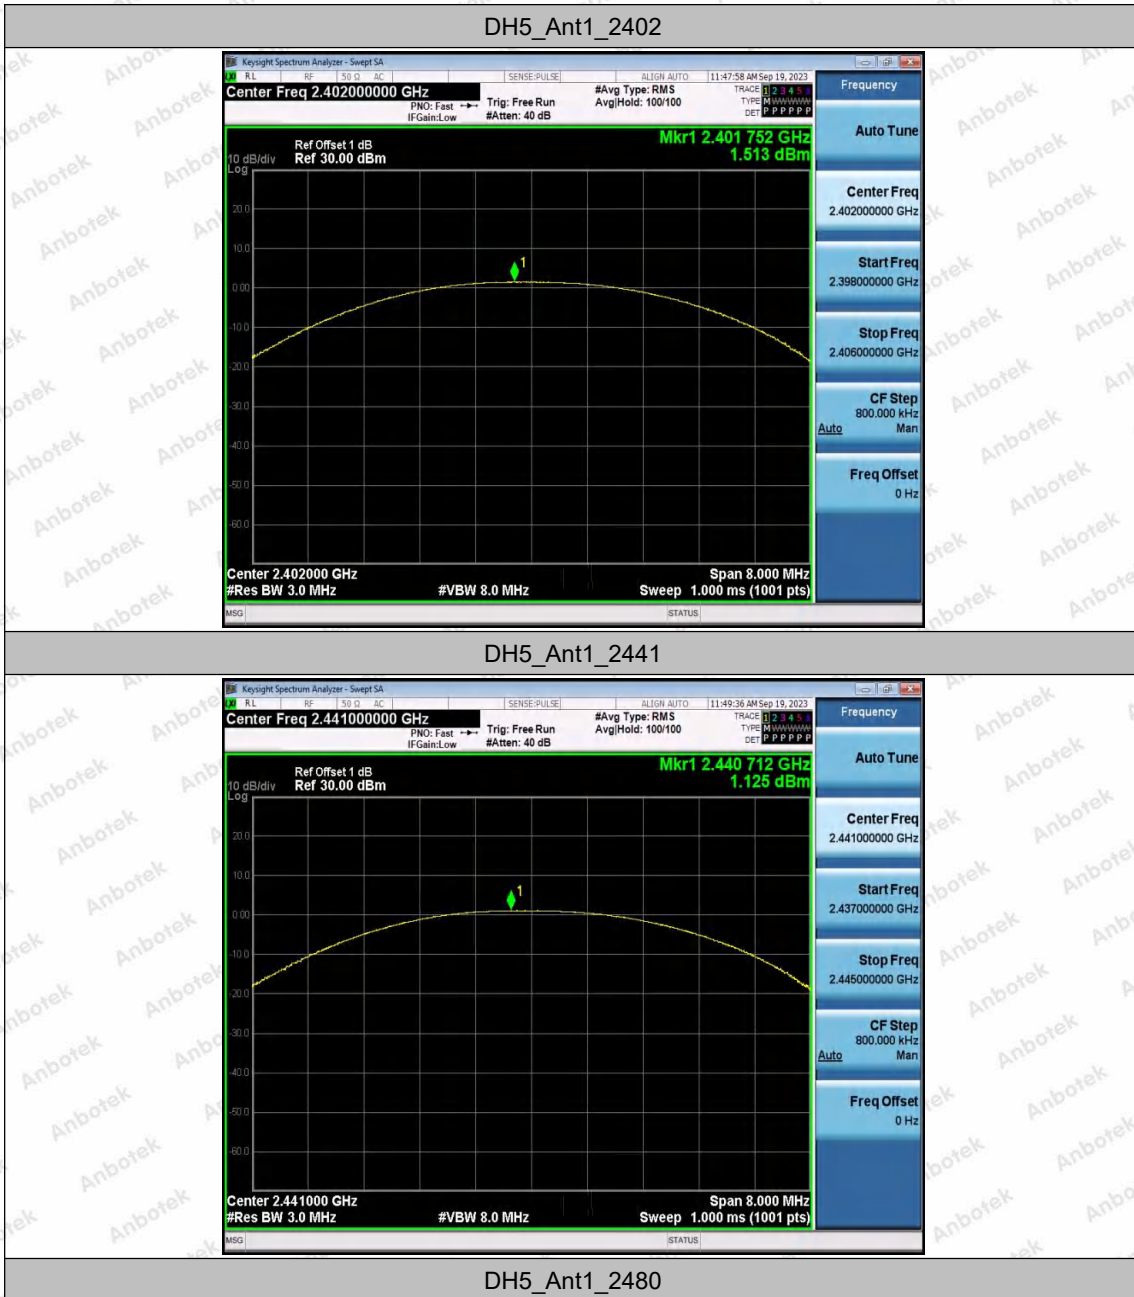 DH5_Ant1_2402
Keysight Spectrum Analyzer - Swept SA
RL RF 50 Ω AC SENSE:PULSE ALIGN AUTO 11:47:58 AM Sep 19, 2023
Center Freq 2.402000000 GHz
PNO: Fast
IFGain:Low
Trig: Free Run
#Atten: 40 dB
#Avg Type: RMS
Avg|Hold: 100/100
TRACE 1 2 3 4 5
TYPE M
DET P P P P P P
Frequency
Mkr1 2.401 752 GHz
1.513 dBm
Ref Offset 1 dB
10 dB/div Ref 30.00 dBm
Log
20.0
10.0
1
0.00
-10.0
-20.0
-30.0
-40.0
-50.0
-60.0
Center 2.402000 GHz Span 8.000 MHz
#Res BW 3.0 MHz #VBW 8.0 MHz Sweep 1.000 ms (1001 pts)
MSG STATUS
Auto Tune
Center Freq
2.402000000 GHz
Start Freq
2.398000000 GHz
Stop Freq
2.406000000 GHz
CF Step
800.000 kHz
Auto Man
Freq Offset
0 Hz
DH5_Ant1_2441
Keysight Spectrum Analyzer - Swept SA
RL RF 50 Ω AC SENSE:PULSE ALIGN AUTO 11:49:36 AM Sep 19, 2023
Center Freq 2.441000000 GHz
PNO: Fast
IFGain:Low
Trig: Free Run
#Atten: 40 dB
#Avg Type: RMS
Avg|Hold: 100/100
TRACE 1 2 3 4 5
TYPE M
DET P P P P P P
Frequency
Mkr1 2.440 712 GHz
1.125 dBm
Ref Offset 1 dB
10 dB/div Ref 30.00 dBm
Log
20.0
10.0
1
0.00
-10.0
-20.0
-30.0
-40.0
-50.0
-60.0
Center 2.441000 GHz Span 8.000 MHz
#Res BW 3.0 MHz #VBW 8.0 MHz Sweep 1.000 ms (1001 pts)
MSG STATUS
Auto Tune
Center Freq
2.441000000 GHz
Start Freq
2.437000000 GHz
Stop Freq
2.445000000 GHz
CF Step
800.000 kHz
Auto Man
Freq Offset
0 Hz
DH5_Ant1_2480
Anbotek